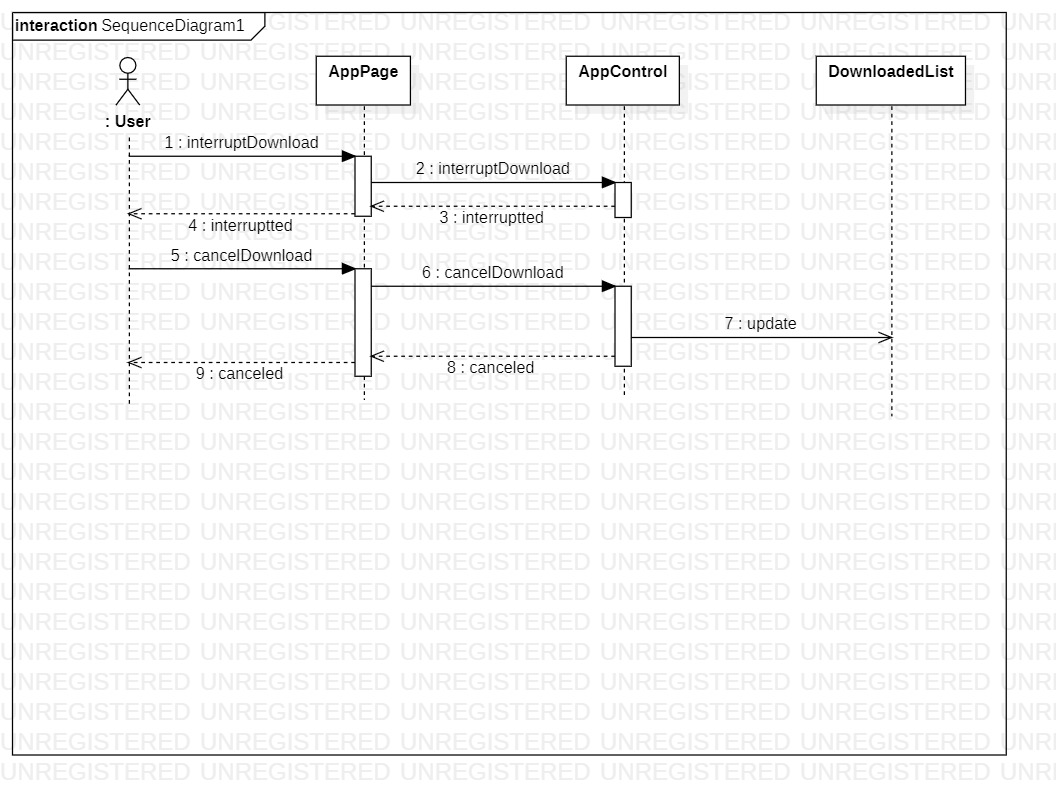 interaction SequenceDiagram1
AppPage
AppControl
DownloadedList
: User
1 : interruptDownload
2 : interruptDownload
3 : interruptted
4 : interruptted
5 : cancelDownload
6 : cancelDownload
7 : update
8 : canceled
9 : canceled
UNREGISTERED